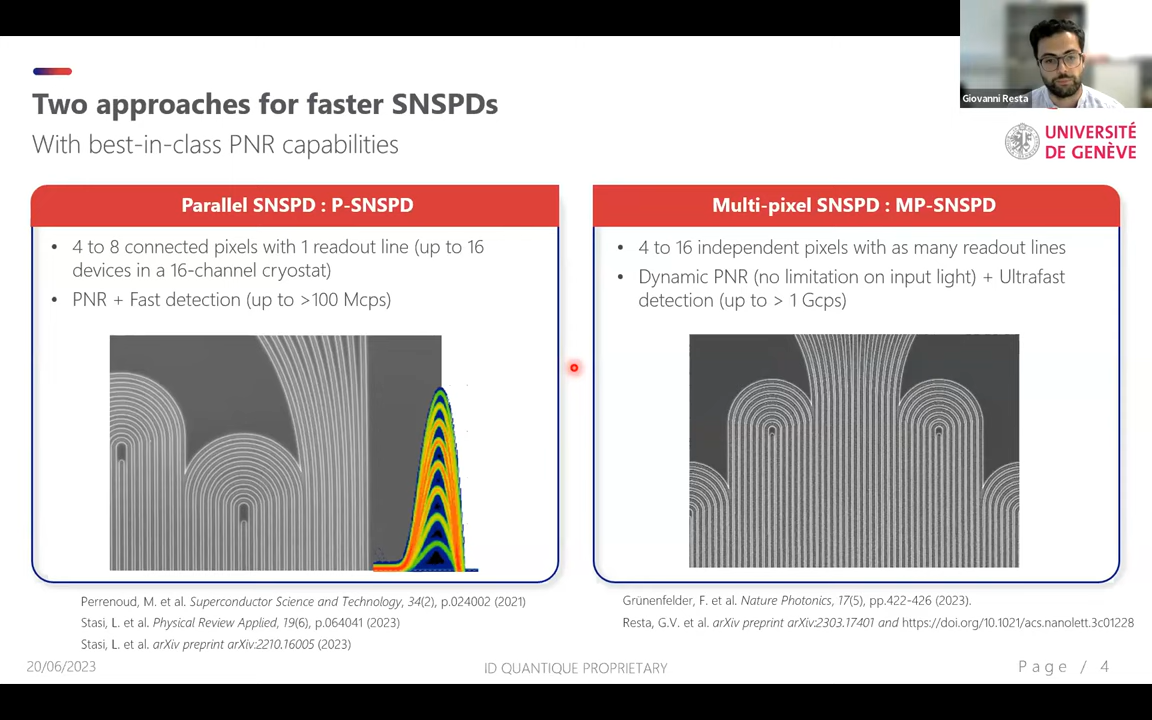 Two approaches for faster SNSPDs
With best-in-class PNR capabilities
Giovanni Resta
UNIVERSITÉ
DE GENÈVE
Parallel SNSPD : P-SNSPD
• 4 to 8 connected pixels with 1 readout line (up to 16
devices in a 16-channel cryostat)
• PNR + Fast detection (up to >100 Mcps)
Multi-pixel SNSPD : MP-SNSPD
• 4 to 16 independent pixels with as many readout lines
• Dynamic PNR (no limitation on input light) + Ultrafast
detection (up to > 1 Gcps)
Perrenoud, M. et al. Superconductor Science and Technology, 34(2), p.024002 (2021)
Stasi, L. et al. Physical Review Applied, 19(6), p.064041 (2023)
Stasi, L. et al. arXiv preprint arXiv:2210.16005 (2023)
Grünenfelder, F. et al. Nature Photonics, 17(5), pp.422-426 (2023).
Resta, G.V. et al. arXiv preprint arXiv:2303.17401 and https://doi.org/10.1021/acs.nanolett.3c01228
20/06/2023
ID QUANTIQUE PROPRIETARY
Page / 4